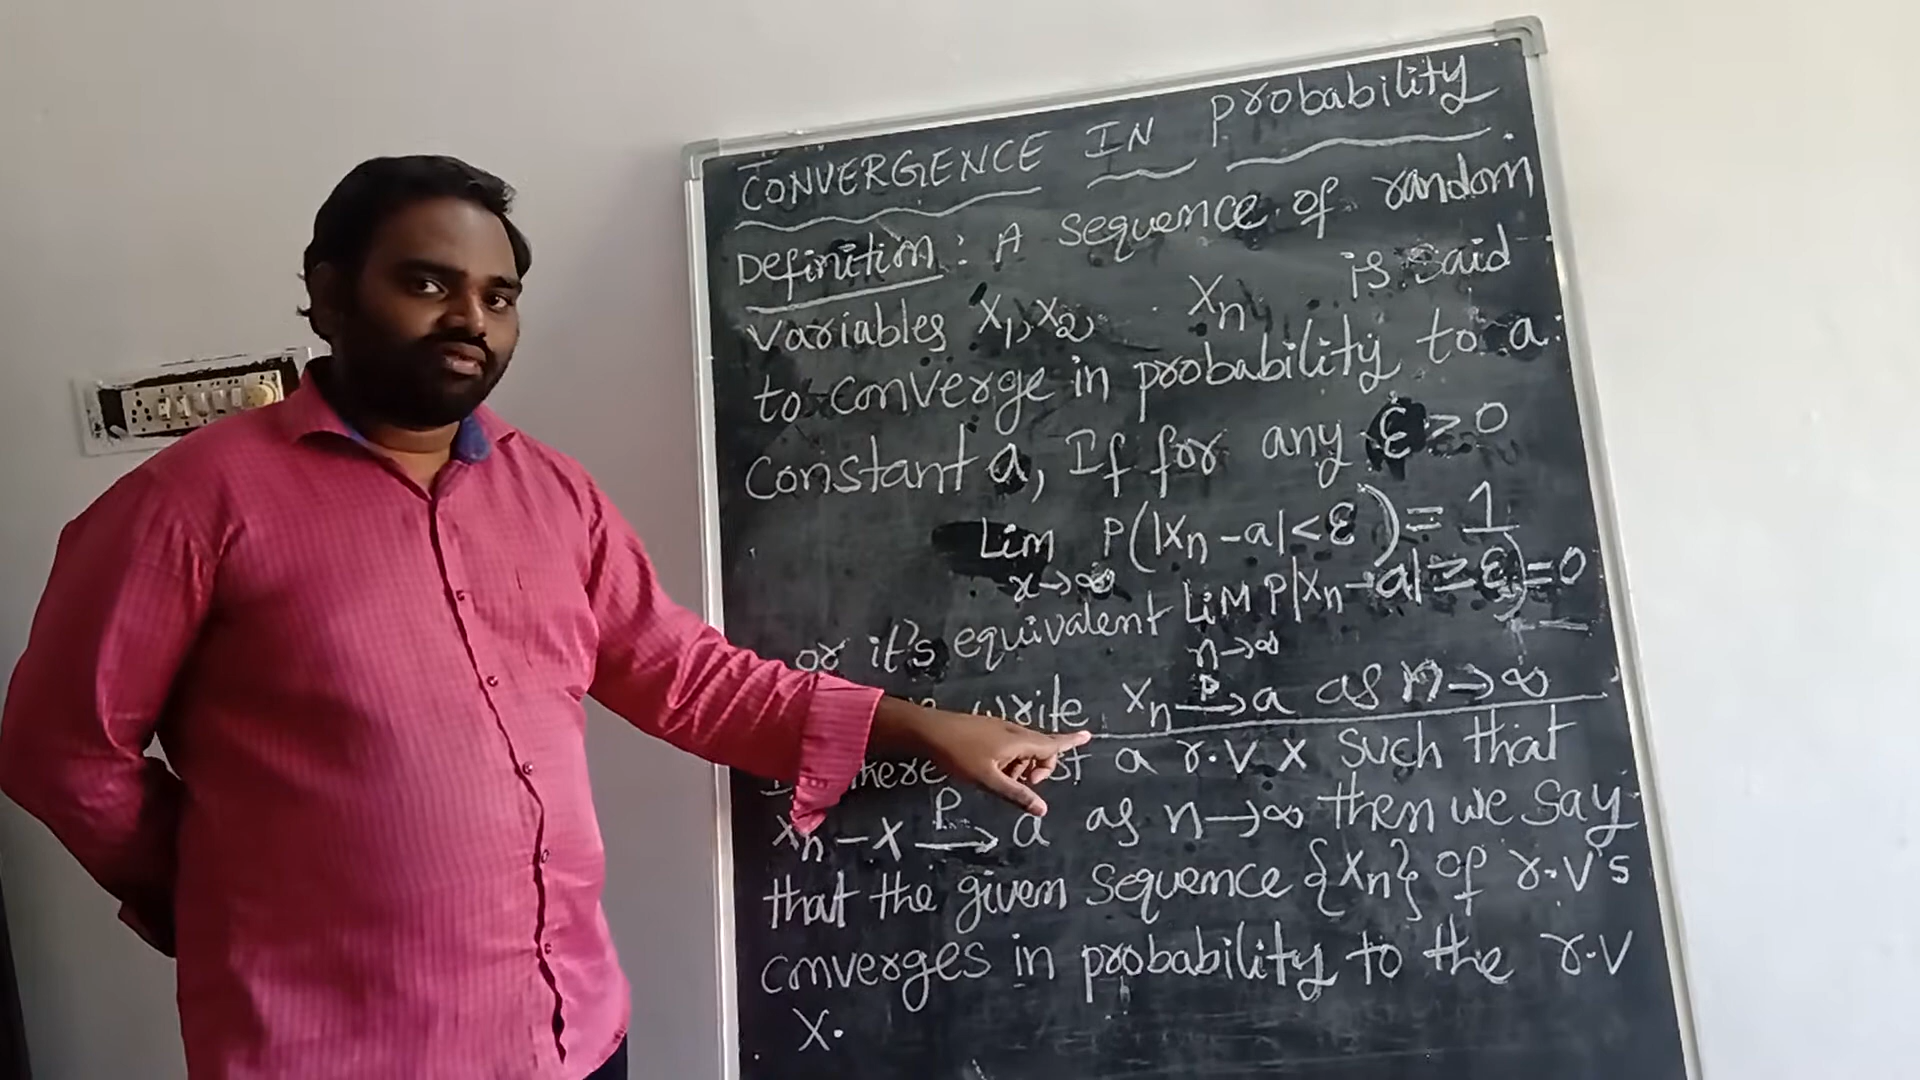 CONVERGENCE IN Probability
Definition : A sequence of random
variables X1, X2, . Xn is said
to converge in probability to a
Constant a, If for any ε > 0
Lim P(|Xn - a| < ε) = 1
x→∞
or it's equivalent LiM P|Xn - a| ≥ ε) = 0
n→∞
write Xn P→ a as n→∞
a r.v X such that
Xn - X P→ a as n→∞ then we say
that the given sequence {Xn} of r.v's
converges in probability to the r.v
X.